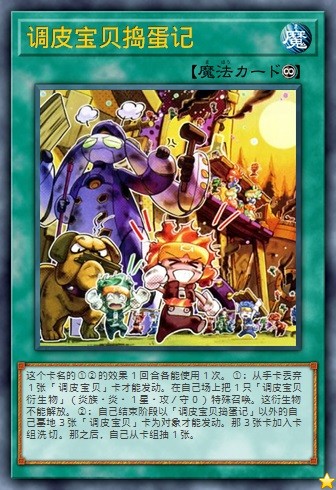 调皮宝贝捣蛋记
魔
【魔法カード】
这个卡名的①②的效果1回合各能使用1次。①：从手卡丢弃
1张「调皮宝贝」卡才能发动。在自己场上把1只「调皮宝贝
衍生物」（炎族·炎·1星·攻/守0）特殊召唤。这衍生物
不能解放。②：自己结束阶段以「调皮宝贝捣蛋记」以外的自
己墓地3张「调皮宝贝」卡为对象才能发动。那3张卡加入卡
组洗切。那之后，自己从卡组抽1张。